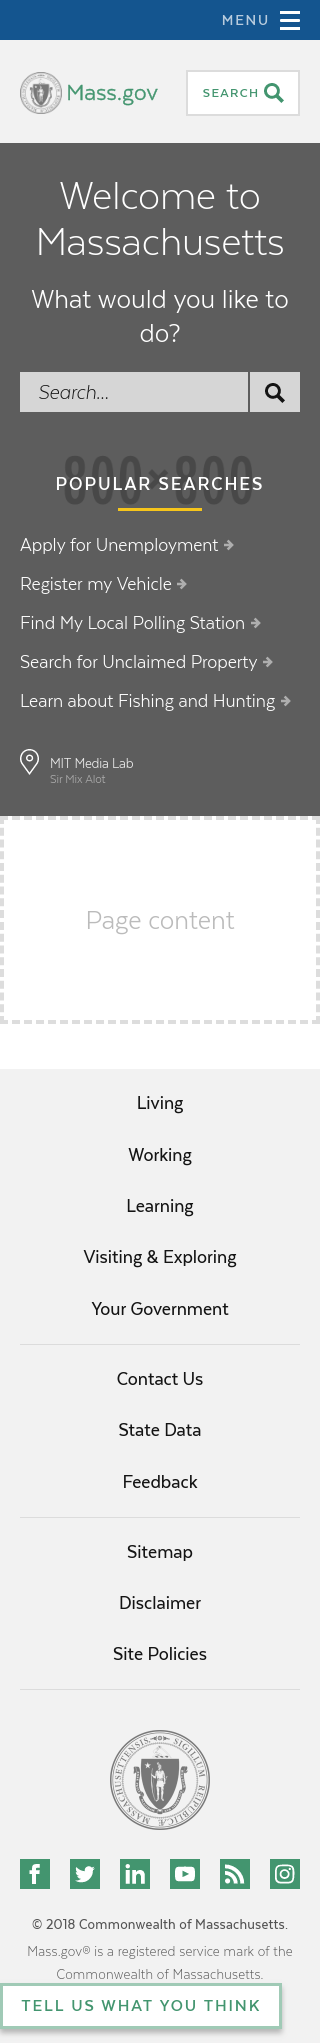 MENU
Mass.gov
SEARCH
Welcome to
Massachusetts
What would you like to
do?
Search...
800×800
POPULAR SEARCHES
Apply for Unemployment
Register my Vehicle
Find My Local Polling Station
Search for Unclaimed Property
Learn about Fishing and Hunting
MIT Media Lab
Sir Mix Alot
Page content
Living
Working
Learning
Visiting & Exploring
Your Government
Contact Us
State Data
Feedback
Sitemap
Disclaimer
Site Policies
© 2018 Commonwealth of Massachusetts.
Mass.gov® is a registered service mark of the
Commonwealth of Massachusetts.
TELL US WHAT YOU THINK